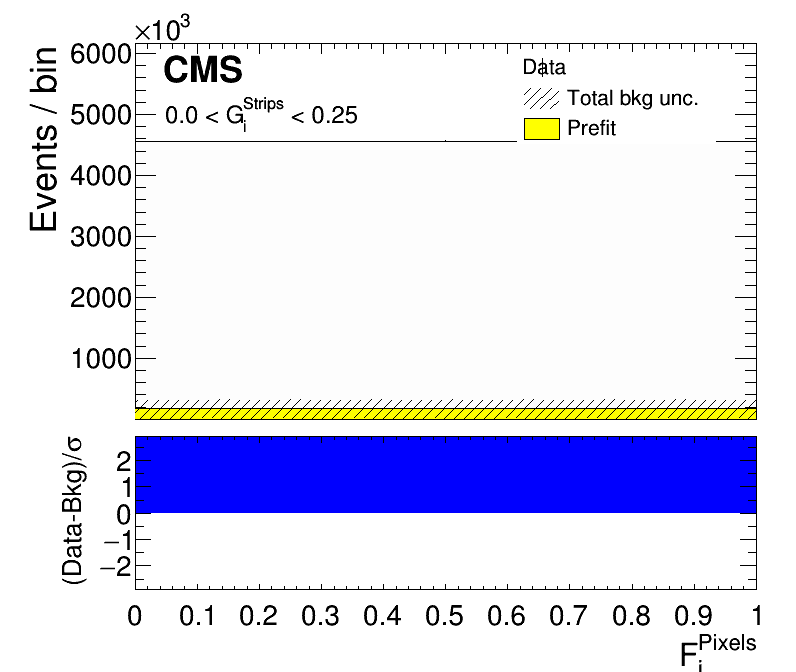 ×10³
Events / bin
6000
5000
4000
3000
2000
1000
CMS
0.0 < G_i^Strips < 0.25
Data
Total bkg unc.
Prefit
(Data-Bkg)/σ
2
1
0
−1
−2
0 0.1 0.2 0.3 0.4 0.5 0.6 0.7 0.8 0.9 1
F_i^Pixels